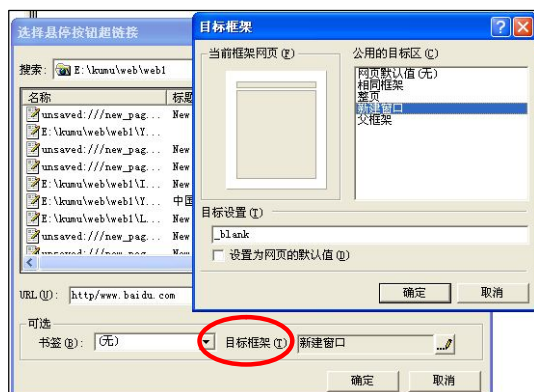 选择悬停按钮超链接
搜索: E:\kumu\web\web1
名称 标题
unsaved:///new_pag... New
E:\kumu\web\web1\Y...
unsaved:///new_pag... New
unsaved:///new_pag... New
E:\kumu\web\web1\I... New
E:\kumu\web\web1\Y... 中国
E:\kumu\web\web1\L... New
unsaved:///new_pag... New
unsaved:///new_pag... New
URL(U): http/www.baidu.com
可选
书签(B): (无) 目标框架(T) 新建窗口
确定 取消
目标框架
当前框架网页(F) 公用的目标区(C)
网页默认值(无)
相同框架
整页
新建窗口
父框架
目标设置(T)
_blank
设置为网页的默认值(D)
确定 取消